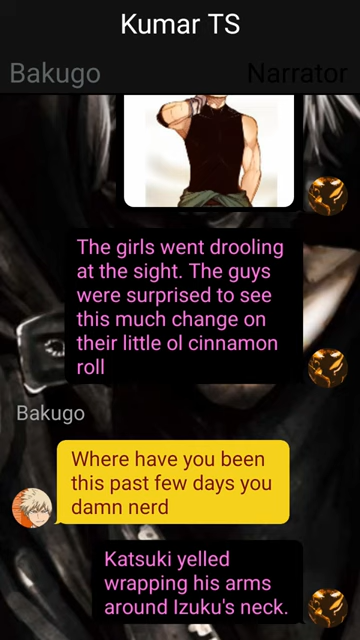 Kumar TS
Bakugo
Narrator
The girls went drooling
at the sight. The guys
were surprised to see
this much change on
their little ol cinnamon
roll
Bakugo
Where have you been
this past few days you
damn nerd
Katsuki yelled
wrapping his arms
around Izuku's neck.